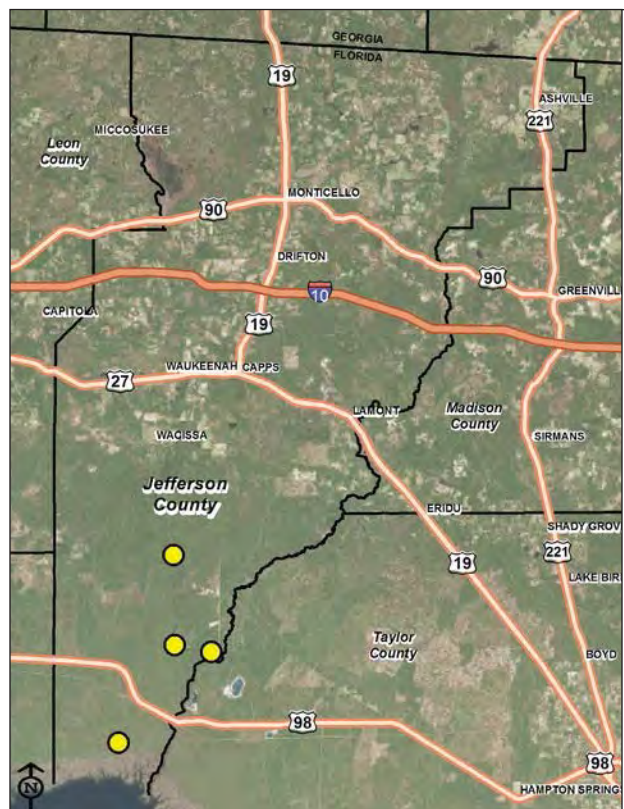 GEORGIA
FLORIDA
19
ASHVILLE
221
MICCOSUKEE
Leon
County
MONTICELLO
90
DRIFTON
90
GREENVILL
10
CAPITOLA
19
WAUKEENAH CAPPS
27
LAMONT
Madison
County
WACISSA
SIRMANS
Jefferson
County
ERIDU
SHADY GROV
221
19
LAKE BIR
Taylor
County
BOYD
98
98
N
HAMPTON SPRING